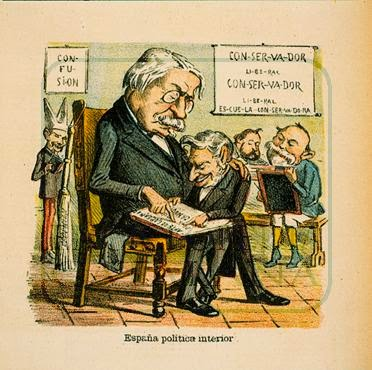 CON-
FU-
SION
CON-SER-VA-DOR
LI-BE-RAL
CON-SER-VA-DOR
LI-BE-RAL
ES-CUE-LA-CON-SER-VA-DO-RA
España politica interior